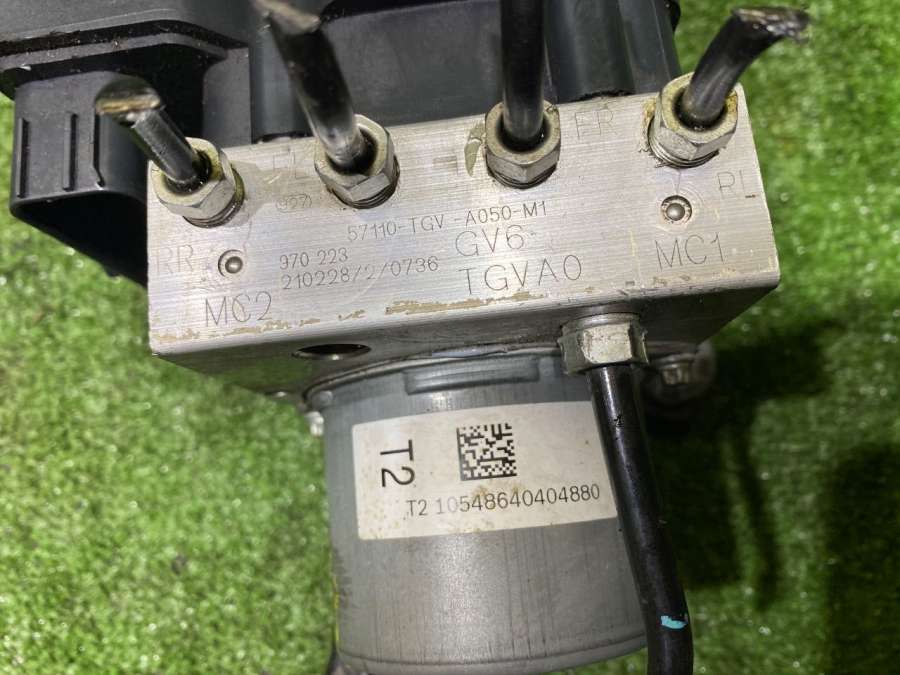 FR
RL
RR
57110-TGV-A050-M1
970 223
GV6
MC1
210228/2/0736
TGVA0
MC2
T2
T2 10548640404880